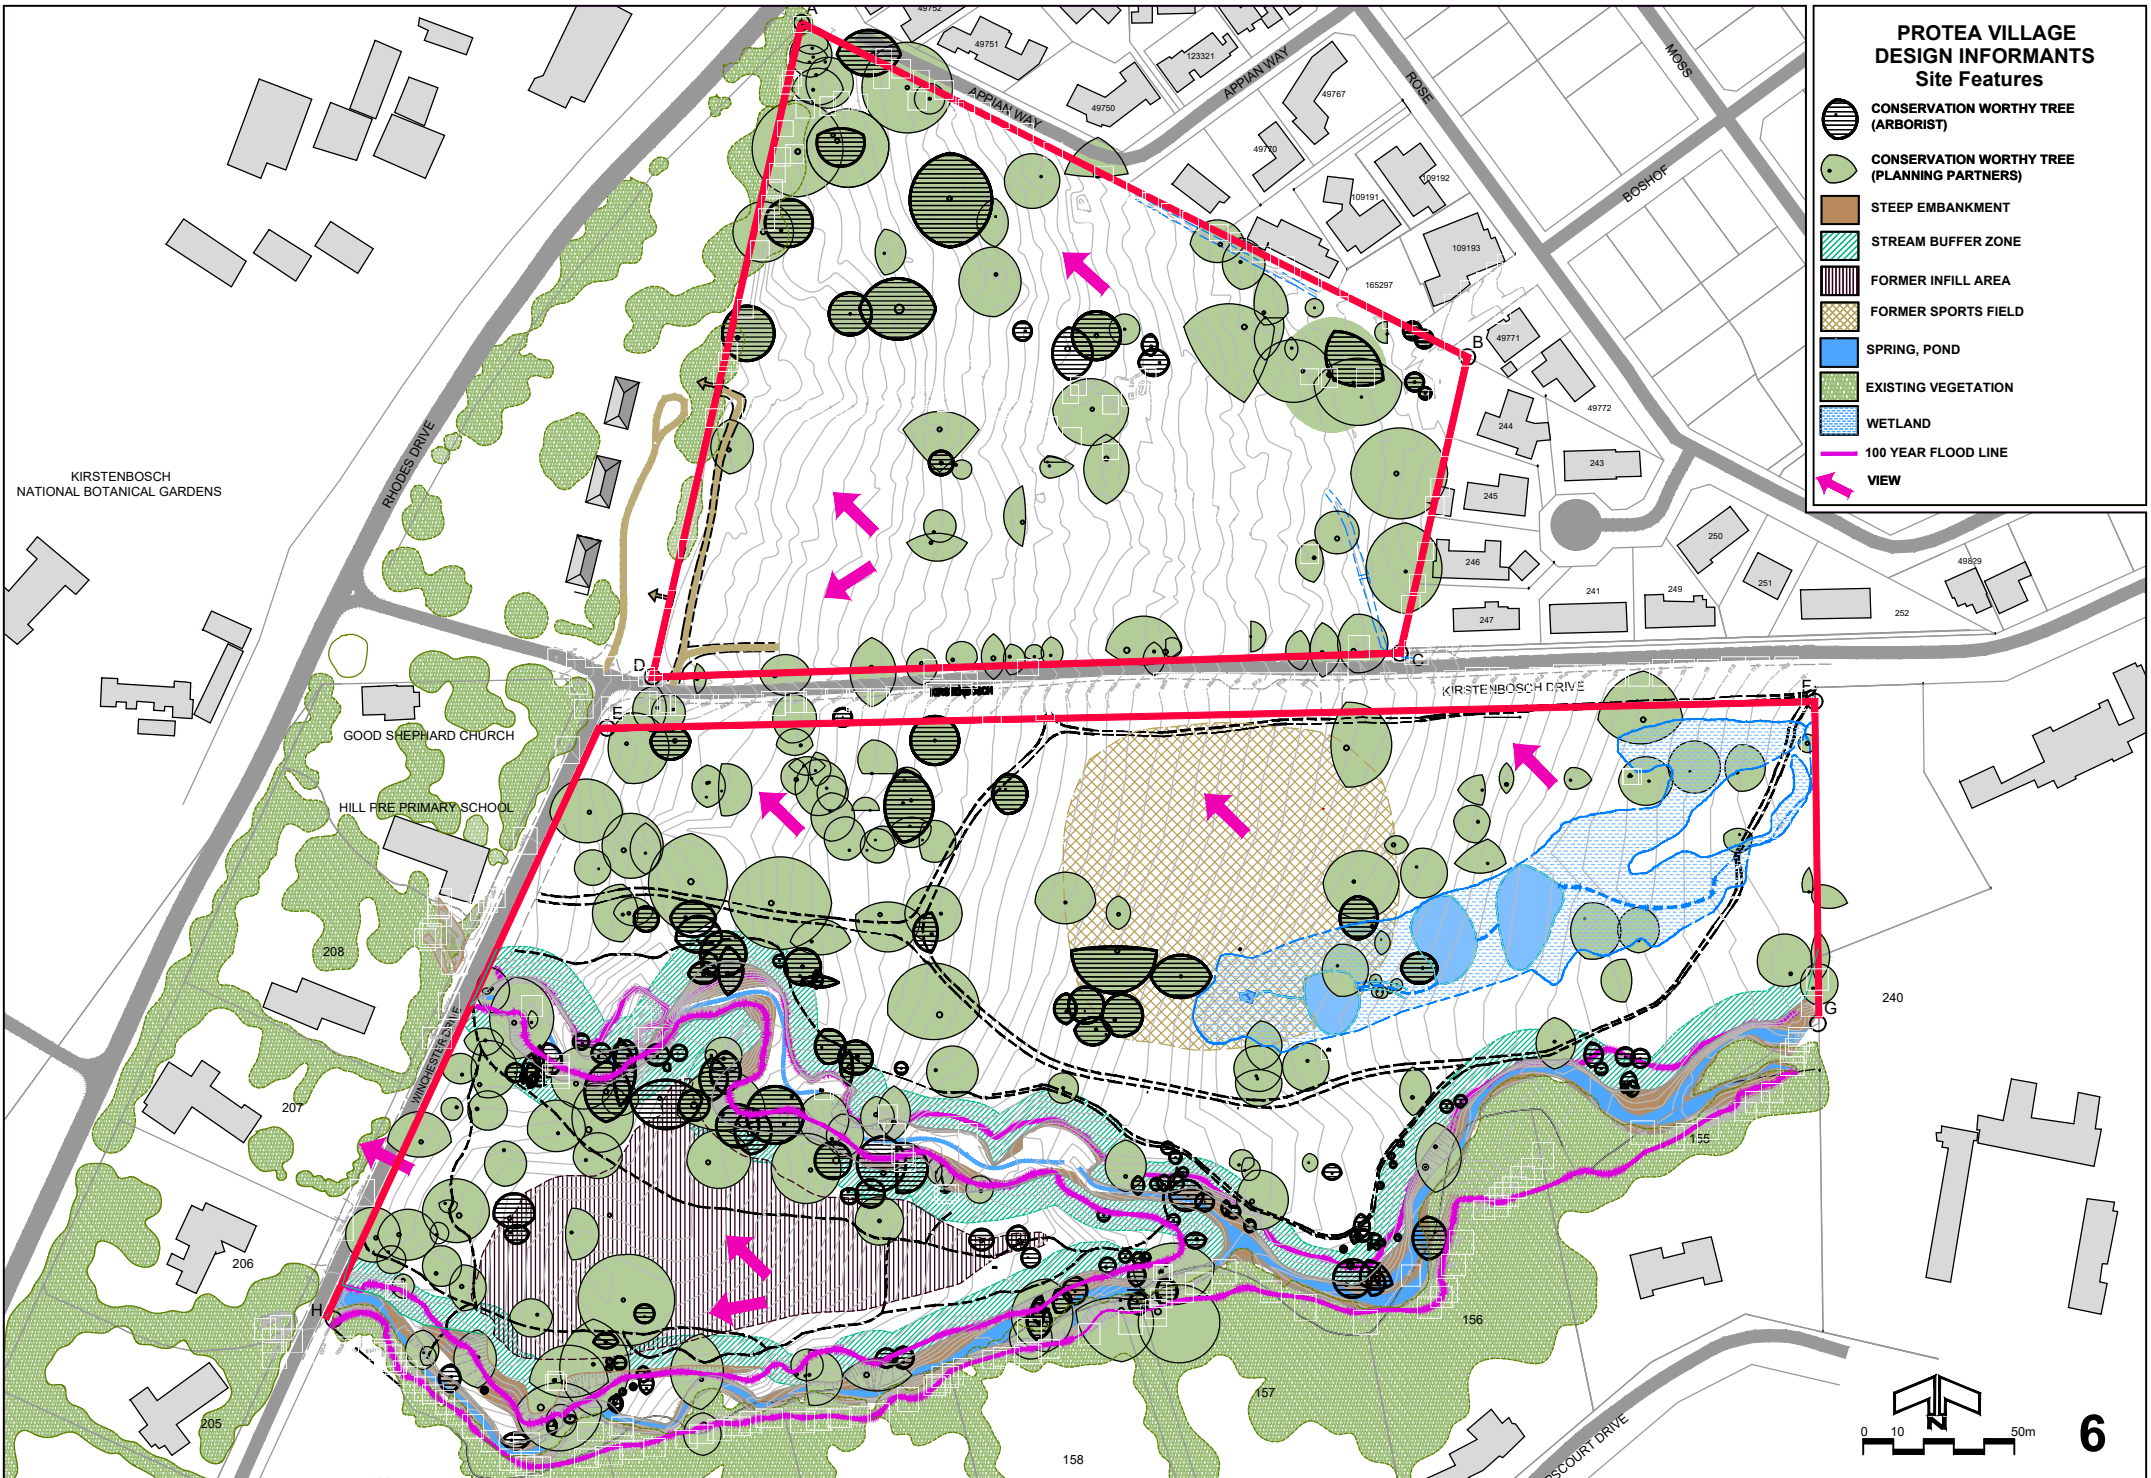 PROTEA VILLAGE
DESIGN INFORMANTS
Site Features
CONSERVATION WORTHY TREE
(ARBORIST)
CONSERVATION WORTHY TREE
(PLANNING PARTNERS)
STEEP EMBANKMENT
STREAM BUFFER ZONE
FORMER INFILL AREA
FORMER SPORTS FIELD
SPRING, POND
EXISTING VEGETATION
WETLAND
100 YEAR FLOOD LINE
VIEW
A
49752
49751
123321
49750
APPIAN WAY
APPIAN WAY
49767
ROSE
MOSS
49770
109191
109192
BOSHOF
109193
165297
B
49771
49772
244
243
245
246
250
251
49829
241
249
247
252
KIRSTENBOSCH
NATIONAL BOTANICAL GARDENS
RHODES DRIVE
D
C
E
F
KIRSTENBOSCH DRIVE
GOOD SHEPHARD CHURCH
HILL PRE PRIMARY SCHOOL
208
WINCHESTER DRIVE
207
206
H
205
G
240
155
156
157
158
SCOURT DRIVE
N
0 10 50m
6